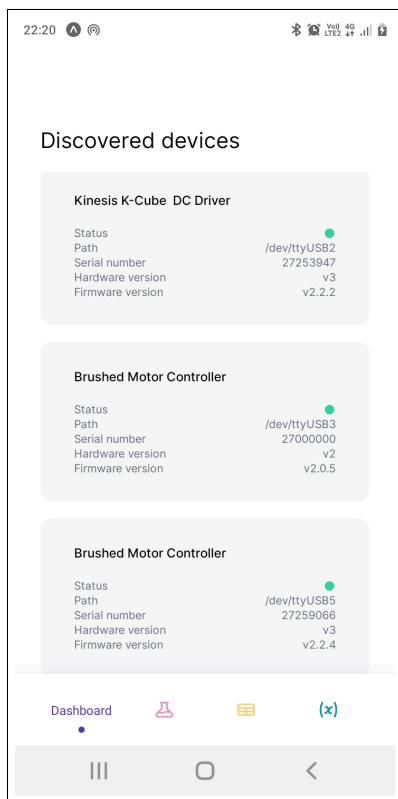 22:20 Vo)) LTE2 4G
Discovered devices
Kinesis K-Cube DC Driver
Status
Path /dev/ttyUSB2
Serial number 27253947
Hardware version v3
Firmware version v2.2.2
Brushed Motor Controller
Status
Path /dev/ttyUSB3
Serial number 27000000
Hardware version v2
Firmware version v2.0.5
Brushed Motor Controller
Status
Path /dev/ttyUSB5
Serial number 27259066
Hardware version v3
Firmware version v2.2.4
Dashboard (x)